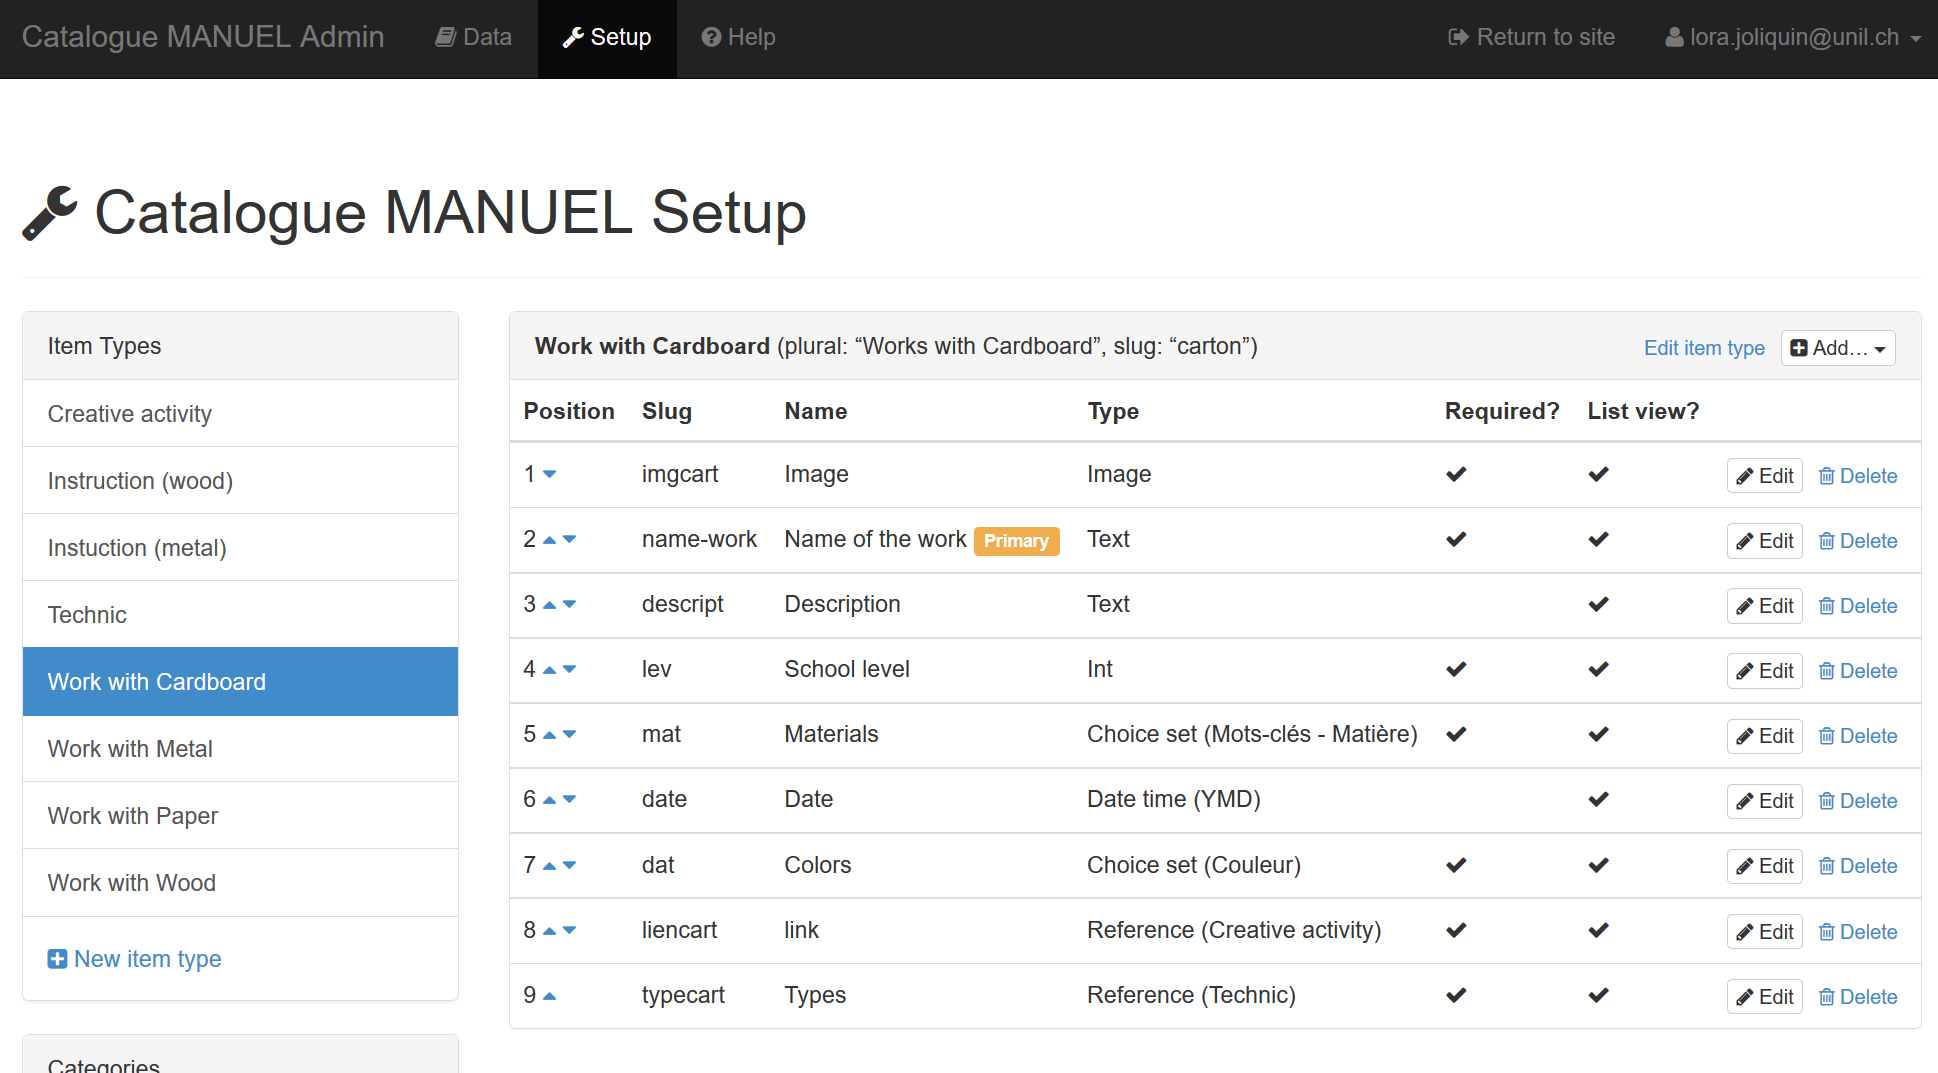 Catalogue MANUEL Admin Data Setup Help Return to site lora.joliquin@unil.ch
Catalogue MANUEL Setup
Item Types
Creative activity
Instruction (wood)
Instuction (metal)
Technic
Work with Cardboard
Work with Metal
Work with Paper
Work with Wood
New item type
Categories
Work with Cardboard (plural: “Works with Cardboard”, slug: “carton”) Edit item type Add...
Position Slug Name Type Required? List view?
1 imgcart Image Image Edit Delete
2 name-work Name of the work Primary Text Edit Delete
3 descript Description Text Edit Delete
4 lev School level Int Edit Delete
5 mat Materials Choice set (Mots-clés - Matière) Edit Delete
6 date Date Date time (YMD) Edit Delete
7 dat Colors Choice set (Couleur) Edit Delete
8 liencart link Reference (Creative activity) Edit Delete
9 typecart Types Reference (Technic) Edit Delete